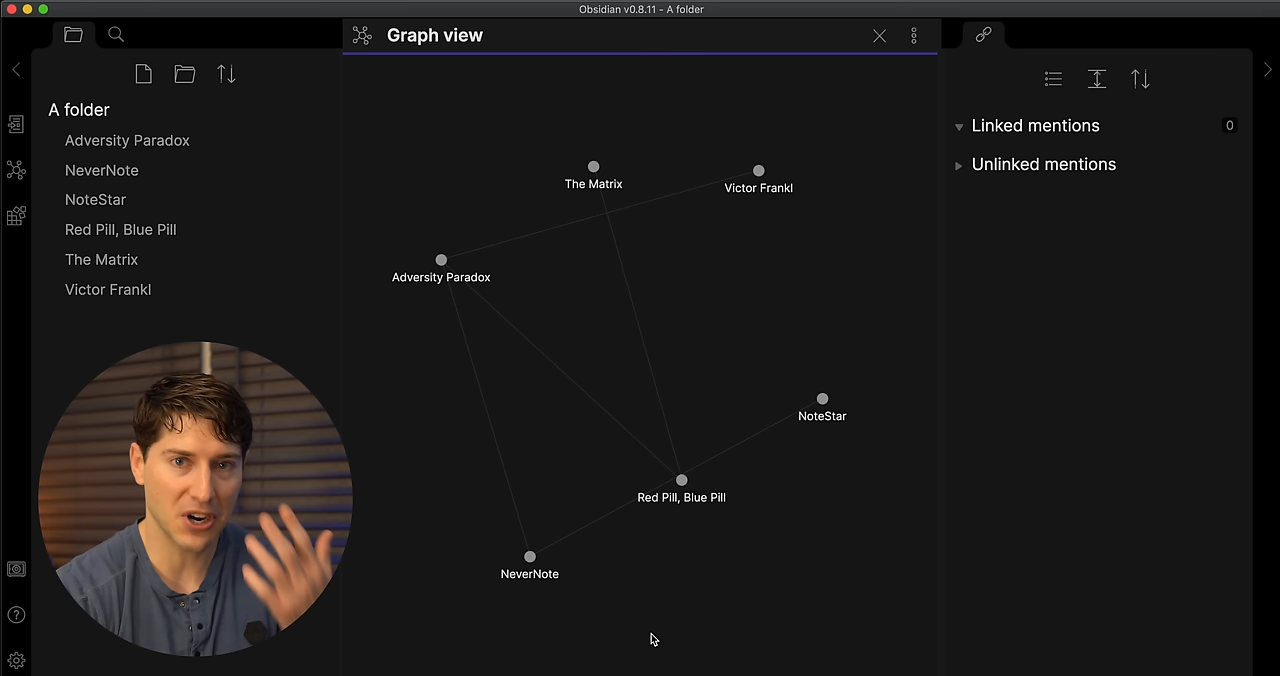 Obsidian v0.8.11 - A folder
Graph view
A folder
Adversity Paradox
NeverNote
NoteStar
Red Pill, Blue Pill
The Matrix
Victor Frankl
The Matrix
Victor Frankl
Adversity Paradox
NoteStar
Red Pill, Blue Pill
NeverNote
Linked mentions 0
Unlinked mentions